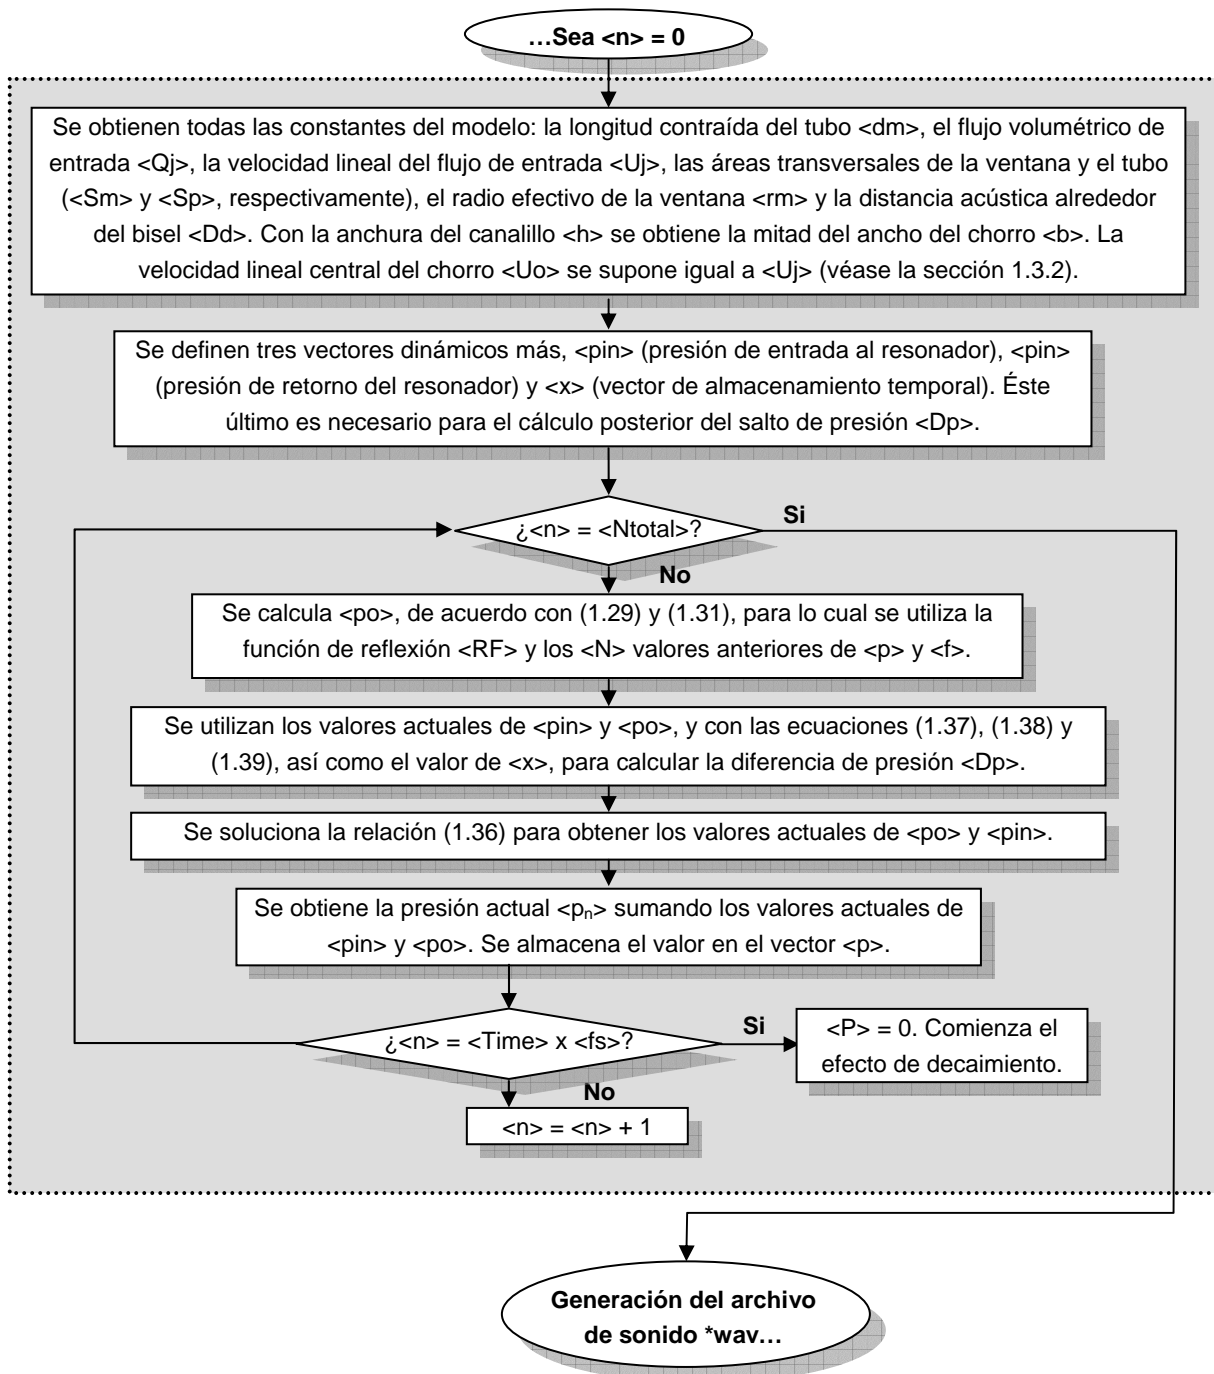 …Sea <n> = 0
Se obtienen todas las constantes del modelo: la longitud contraída del tubo <dm>, el flujo volumétrico de
entrada <Qj>, la velocidad lineal del flujo de entrada <Uj>, las áreas transversales de la ventana y el tubo
(<Sm> y <Sp>, respectivamente), el radio efectivo de la ventana <rm> y la distancia acústica alrededor
del bisel <Dd>. Con la anchura del canalillo <h> se obtiene la mitad del ancho del chorro <b>. La
velocidad lineal central del chorro <Uo> se supone igual a <Uj> (véase la sección 1.3.2).
Se definen tres vectores dinámicos más, <pin> (presión de entrada al resonador), <pin>
(presión de retorno del resonador) y <x> (vector de almacenamiento temporal). Éste
último es necesario para el cálculo posterior del salto de presión <Dp>.
¿<n> = <Ntotal>?
Si
No
Se calcula <po>, de acuerdo con (1.29) y (1.31), para lo cual se utiliza la
función de reflexión <RF> y los <N> valores anteriores de <p> y <f>.
Se utilizan los valores actuales de <pin> y <po>, y con las ecuaciones (1.37), (1.38) y
(1.39), así como el valor de <x>, para calcular la diferencia de presión <Dp>.
Se soluciona la relación (1.36) para obtener los valores actuales de <po> y <pin>.
Se obtiene la presión actual <pn> sumando los valores actuales de
<pin> y <po>. Se almacena el valor en el vector <p>.
¿<n> = <Time> x <fs>?
Si
<P> = 0. Comienza el
efecto de decaimiento.
No
<n> = <n> + 1
Generación del archivo
de sonido *wav…